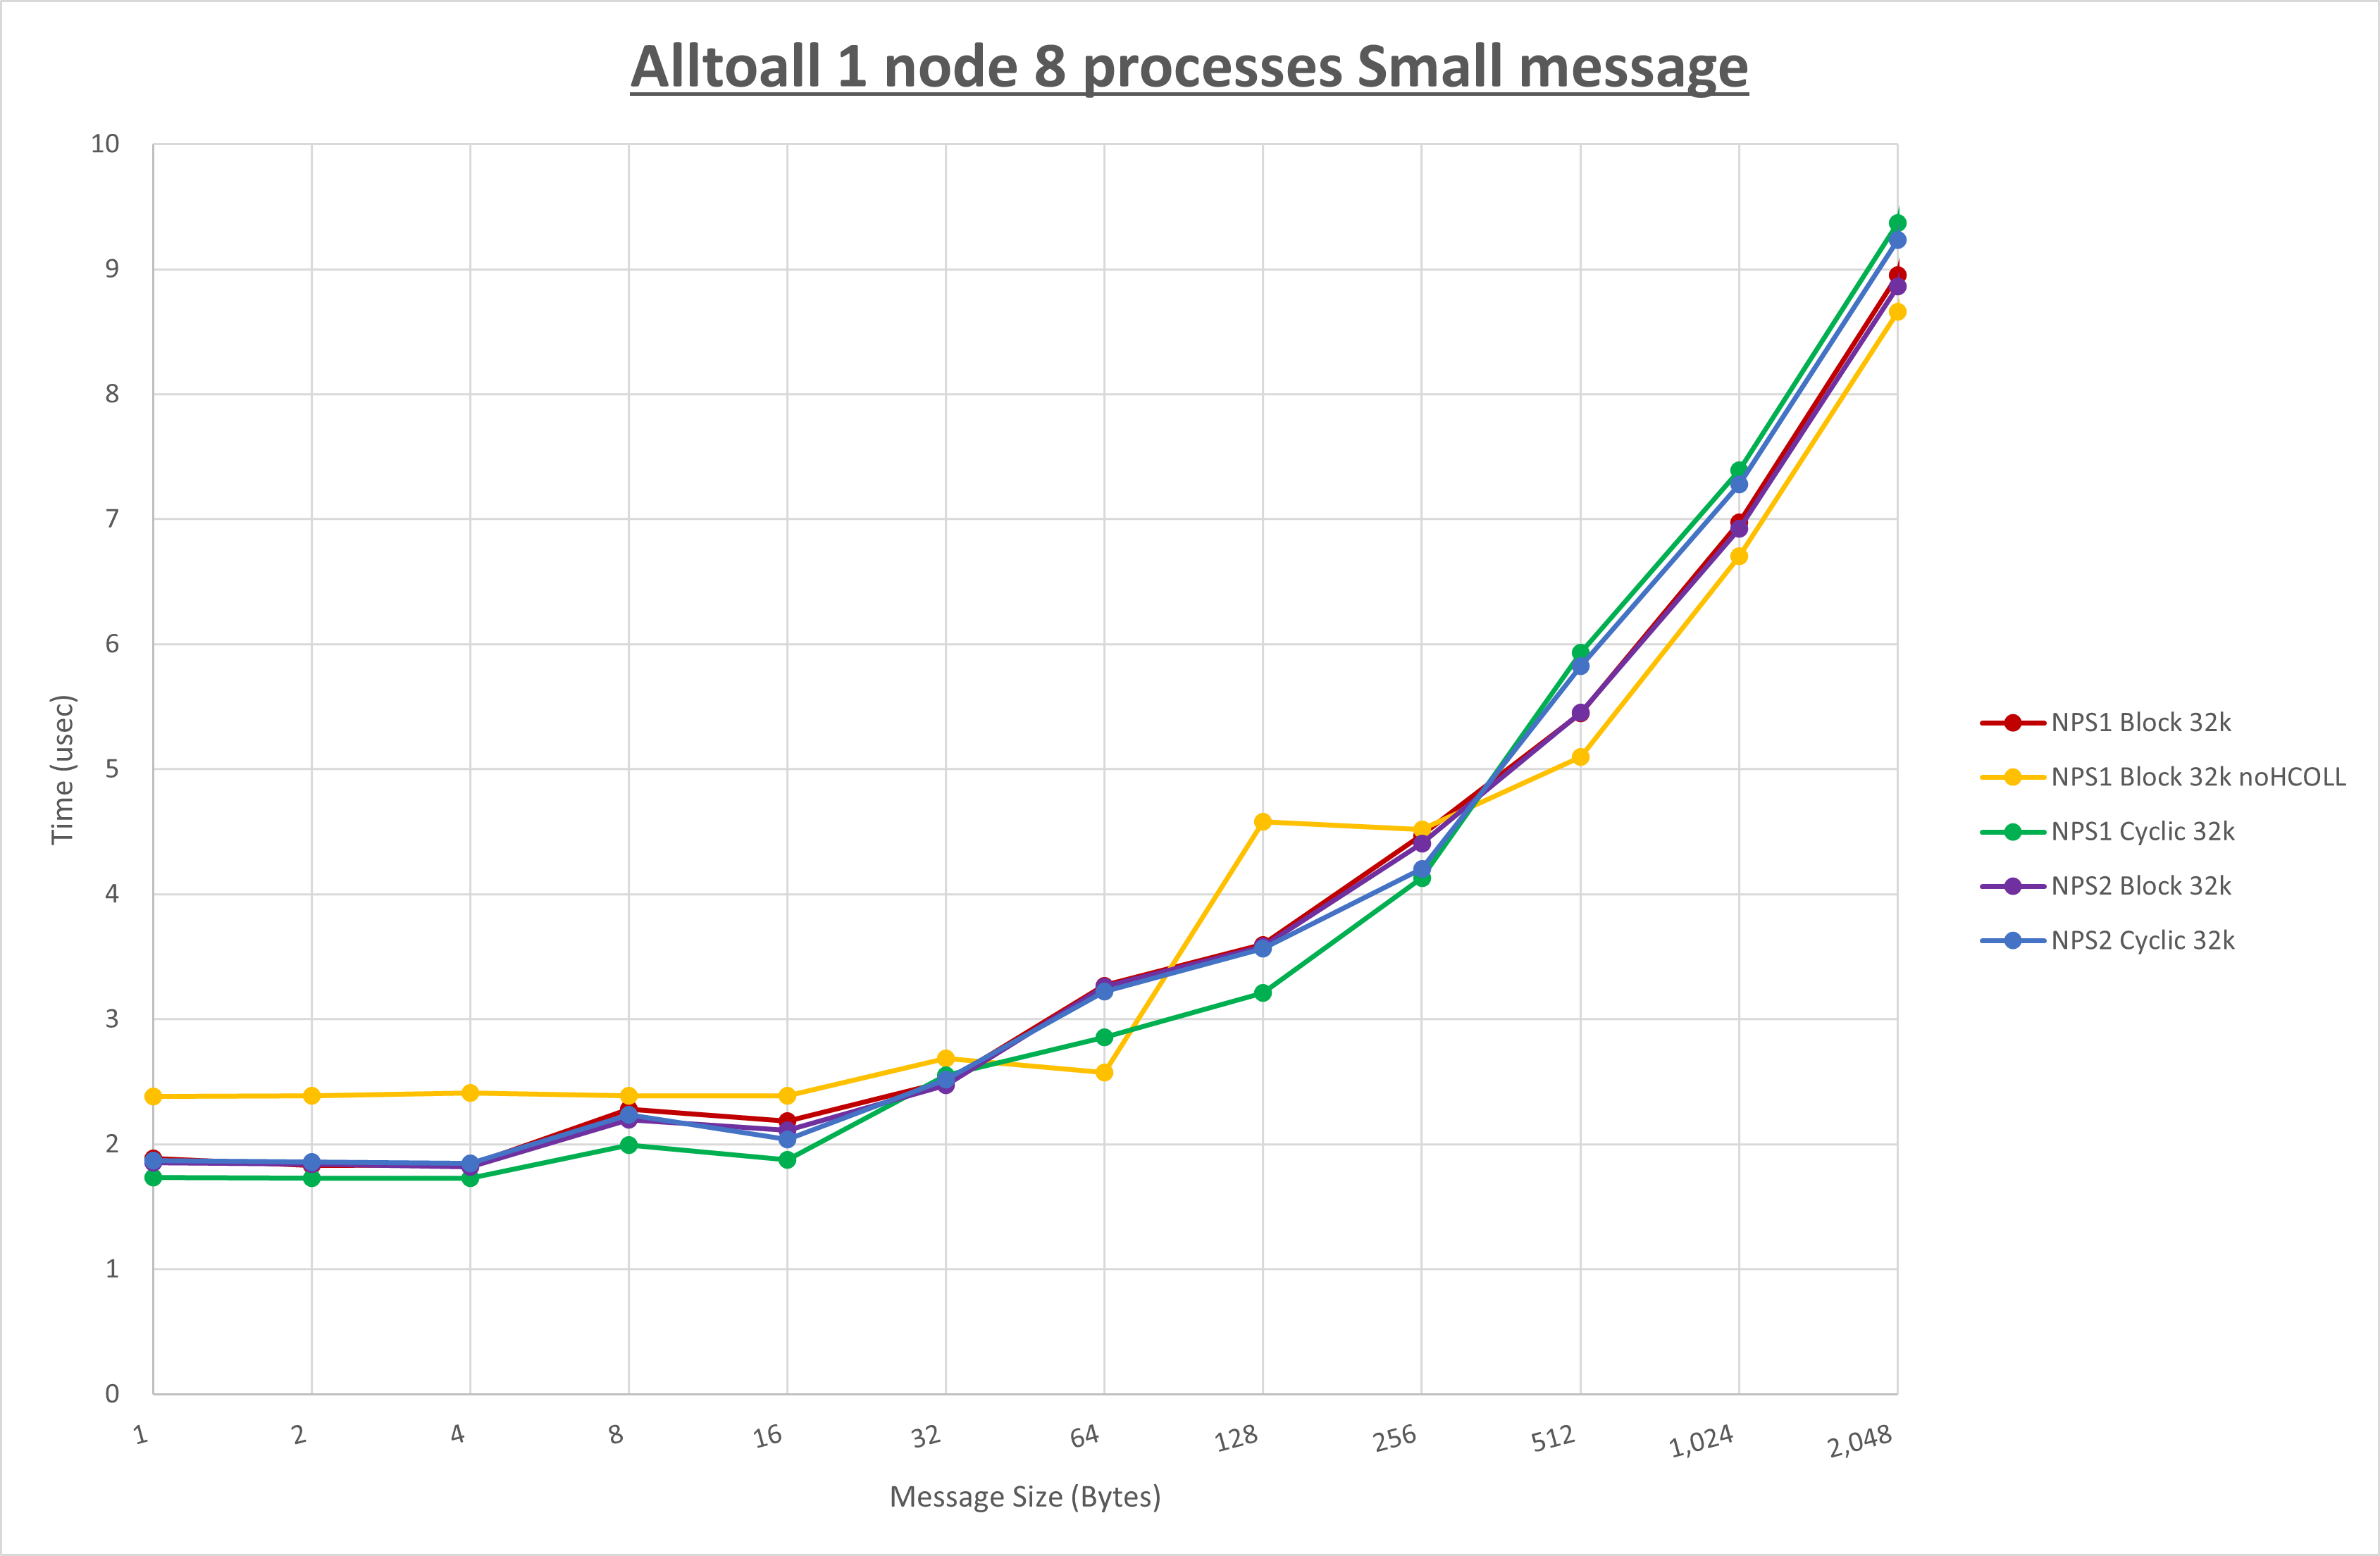 Alltoall 1 node 8 processes Small message
10
9
8
7
6
5
4
3
2
1
0
Time (usec)
1
2
4
8
16
32
64
128
256
512
1,024
2,048
Message Size (Bytes)
NPS1 Block 32k
NPS1 Block 32k noHCOLL
NPS1 Cyclic 32k
NPS2 Block 32k
NPS2 Cyclic 32k